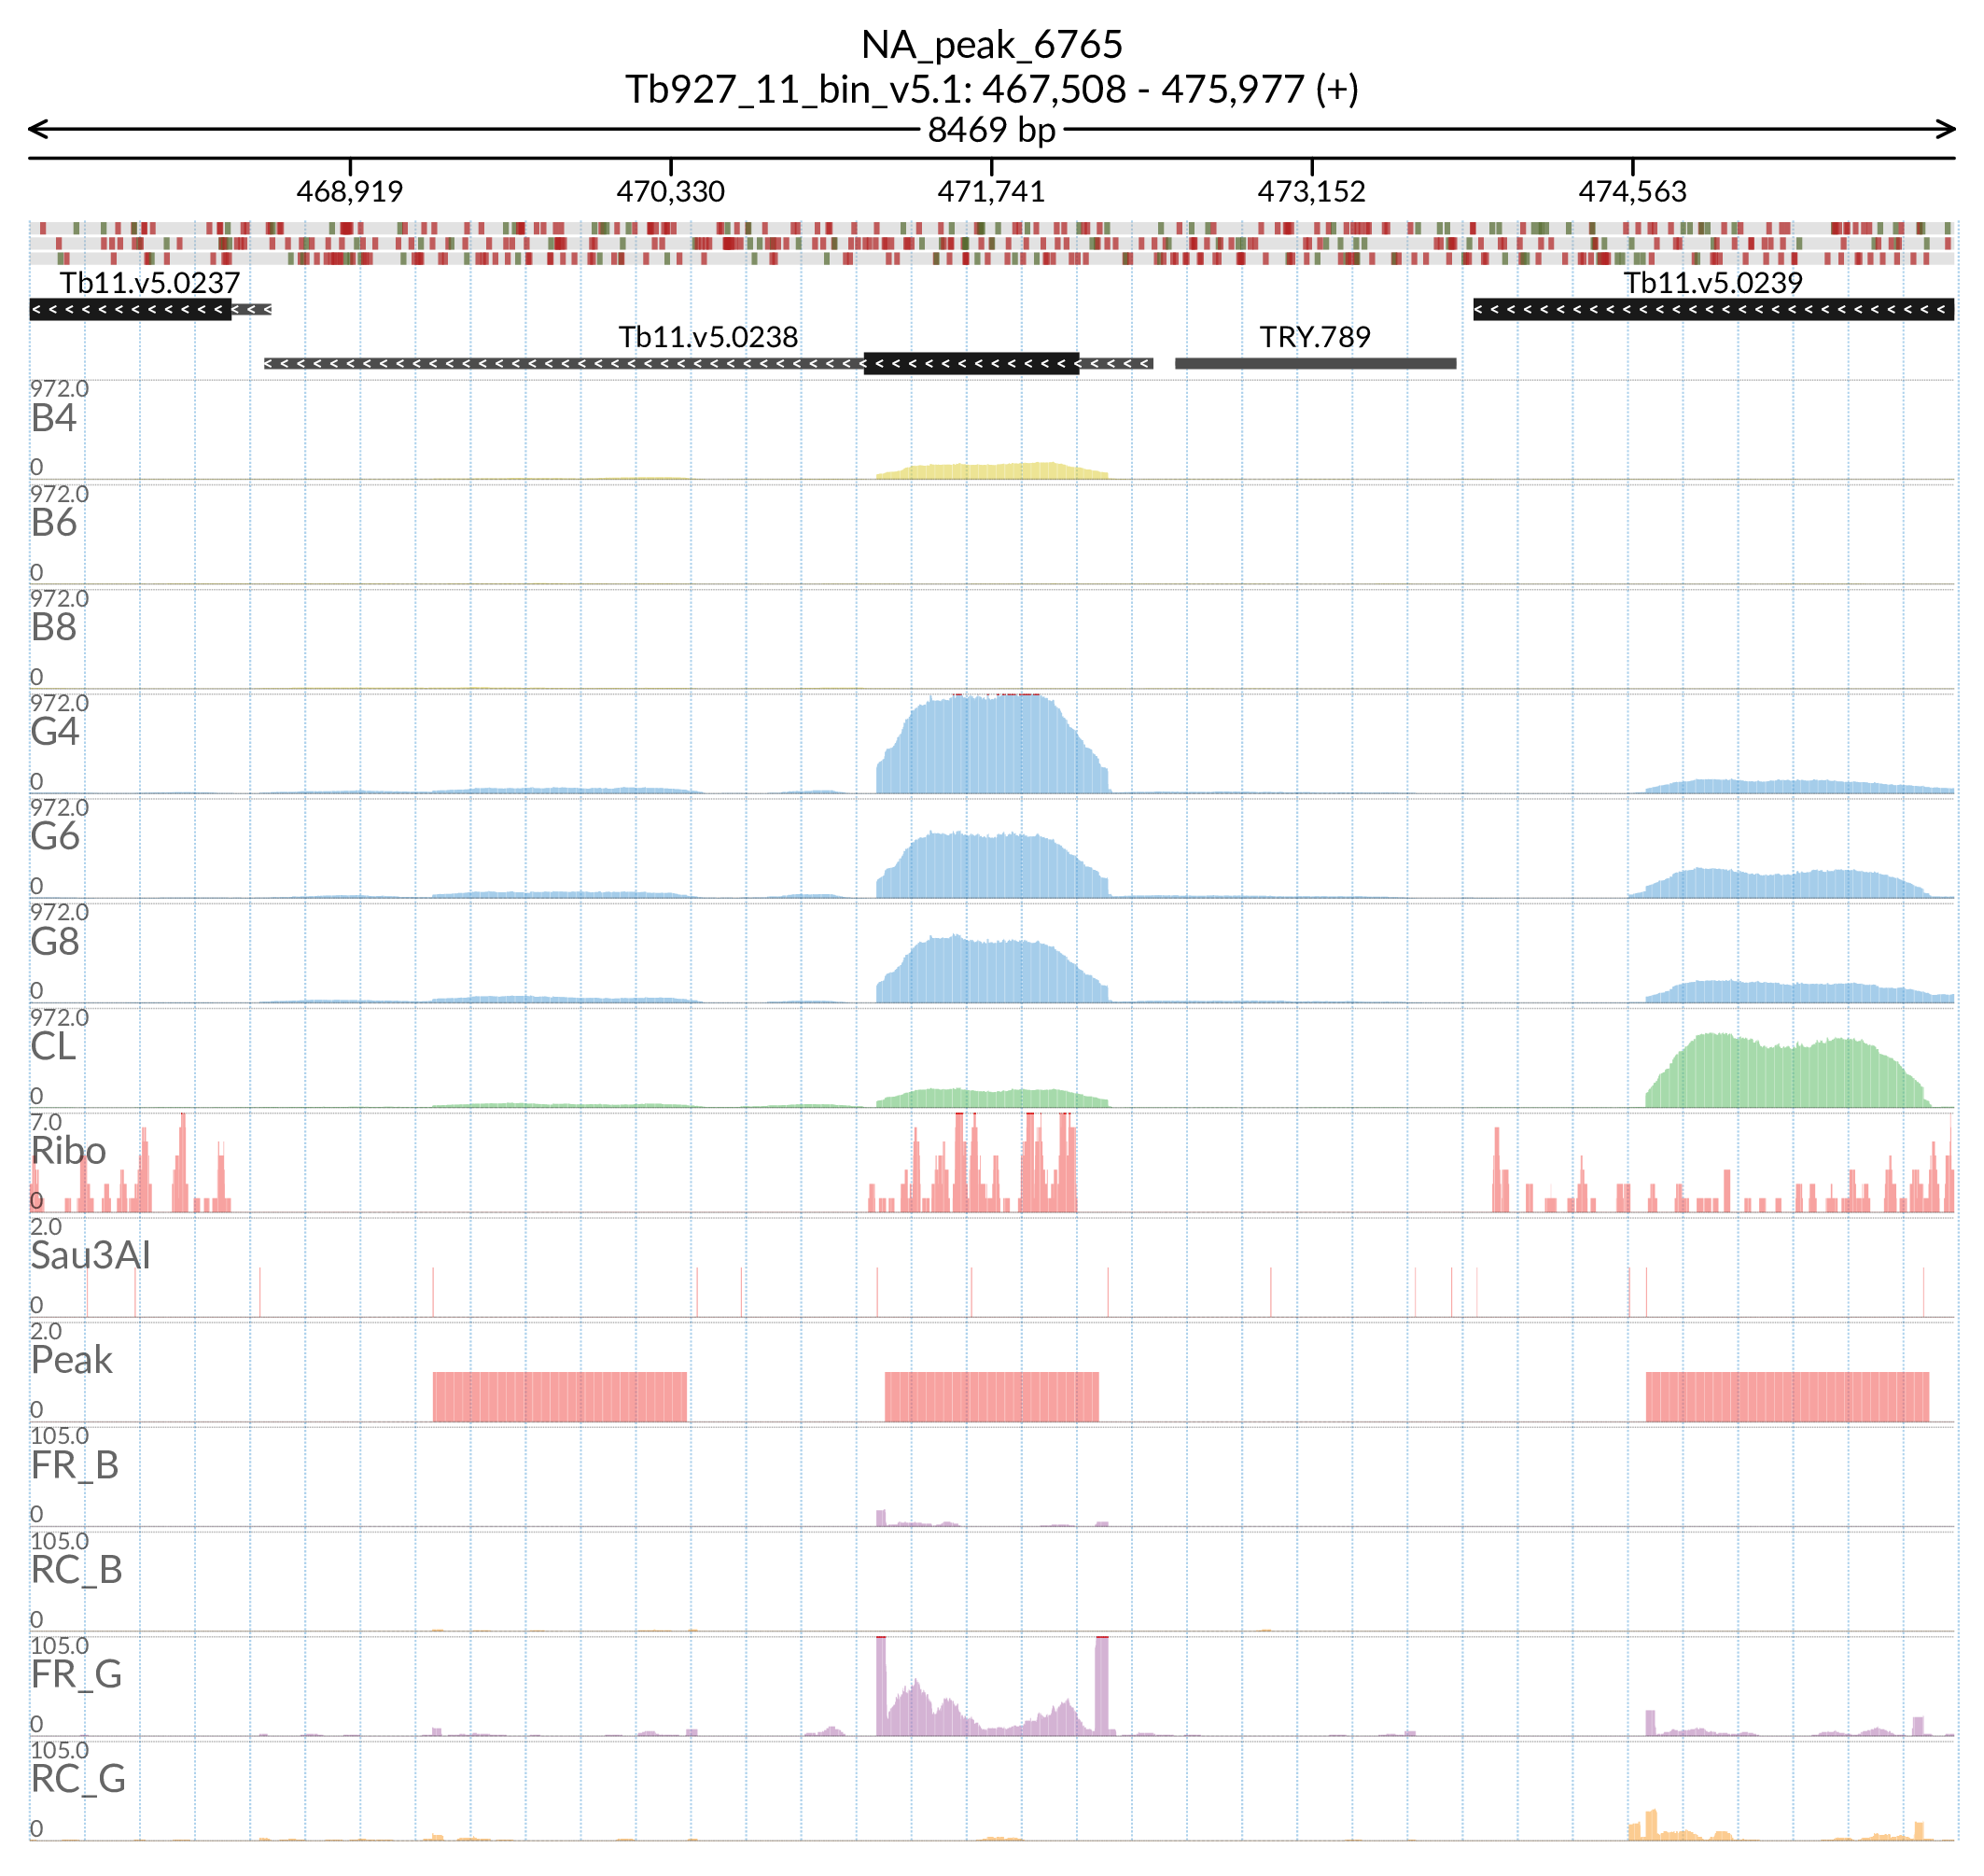 NA_peak_6765
Tb927_11_bin_v5.1: 467,508 - 475,977 (+)
8469 bp
468,919 470,330 471,741 473,152 474,563
Tb11.v5.0237 Tb11.v5.0239
Tb11.v5.0238 TRY.789
972.0
B4
0
972.0
B6
0
972.0
B8
0
972.0
G4
0
972.0
G6
0
972.0
G8
0
972.0
CL
0
7.0
Ribo
0
2.0
Sau3AI
0
2.0
Peak
0
105.0
FR_B
0
105.0
RC_B
0
105.0
FR_G
0
105.0
RC_G
0